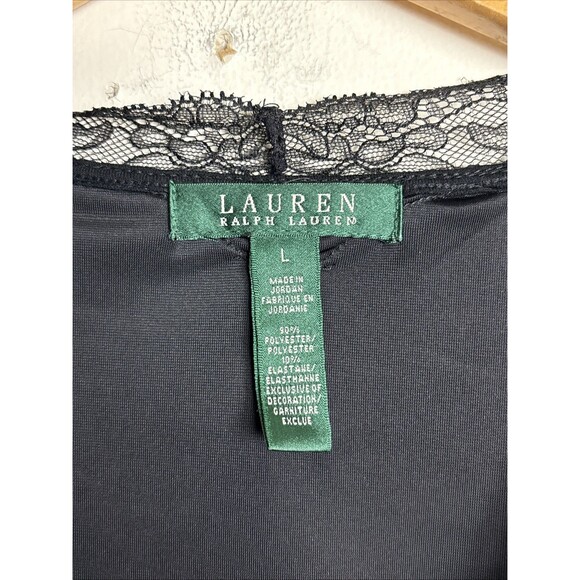 LAUREN
RALPH LAUREN
L
MADE IN
JORDAN
FABRIQUE EN
JORDANIE
90%
POLYESTER/
POLYESTER
10%
ELASTANE/
ELASTHANNE
EXCLUSIVE OF
DECORATION/
GARNITURE
EXCLUE